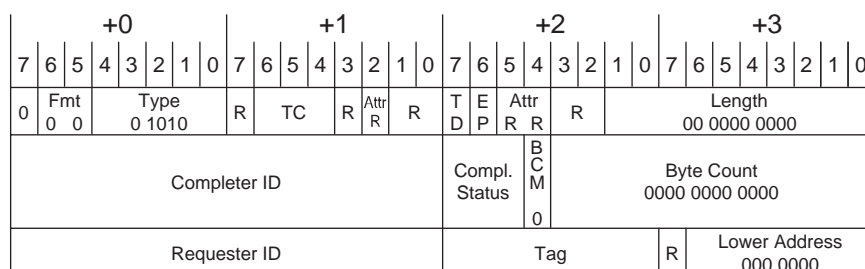 +0 +1 +2 +3
7 6 5 4 3 2 1 0 7 6 5 4 3 2 1 0 7 6 5 4 3 2 1 0 7 6 5 4 3 2 1 0
0 Fmt Type R TC R Attr R T E Attr R Length
0 0 0 1010 R D P R R 00 0000 0000
Completer ID Compl. Status BCM 0 Byte Count
0000 0000 0000
Requester ID Tag R Lower Address
000 0000